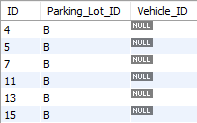 ID Parking_Lot_ID Vehicle_ID
4 B NULL
5 B NULL
7 B NULL
11 B NULL
13 B NULL
15 B NULL